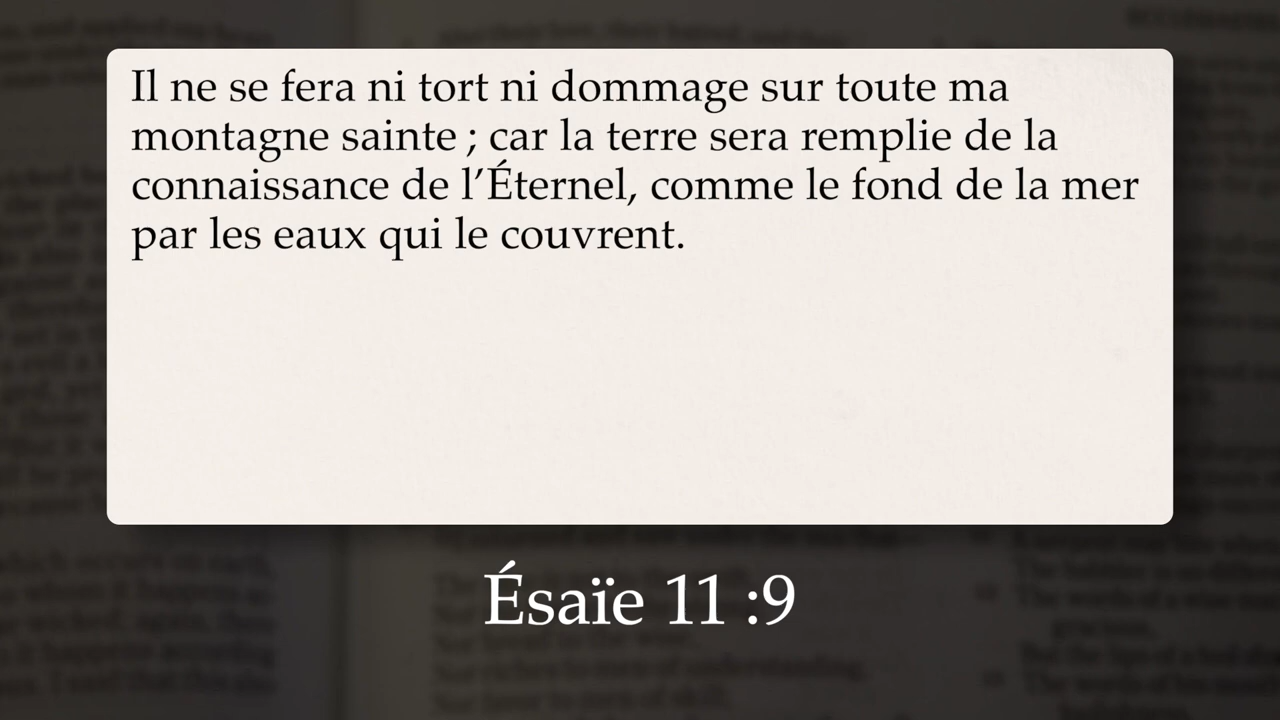 Il ne se fera ni tort ni dommage sur toute ma
montagne sainte ; car la terre sera remplie de la
connaissance de l’Éternel, comme le fond de la mer
par les eaux qui le couvrent.
Ésaïe 11 :9